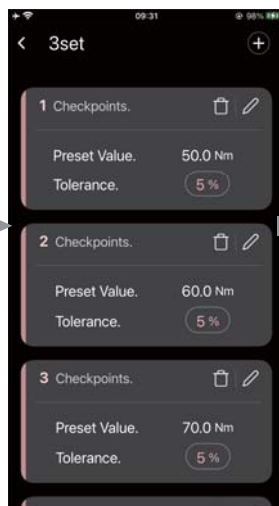 09:31
98%
3set
1 Checkpoints.
Preset Value. 50.0 Nm
Tolerance. 5 %
2 Checkpoints.
Preset Value. 60.0 Nm
Tolerance. 5 %
3 Checkpoints.
Preset Value. 70.0 Nm
Tolerance. 5 %